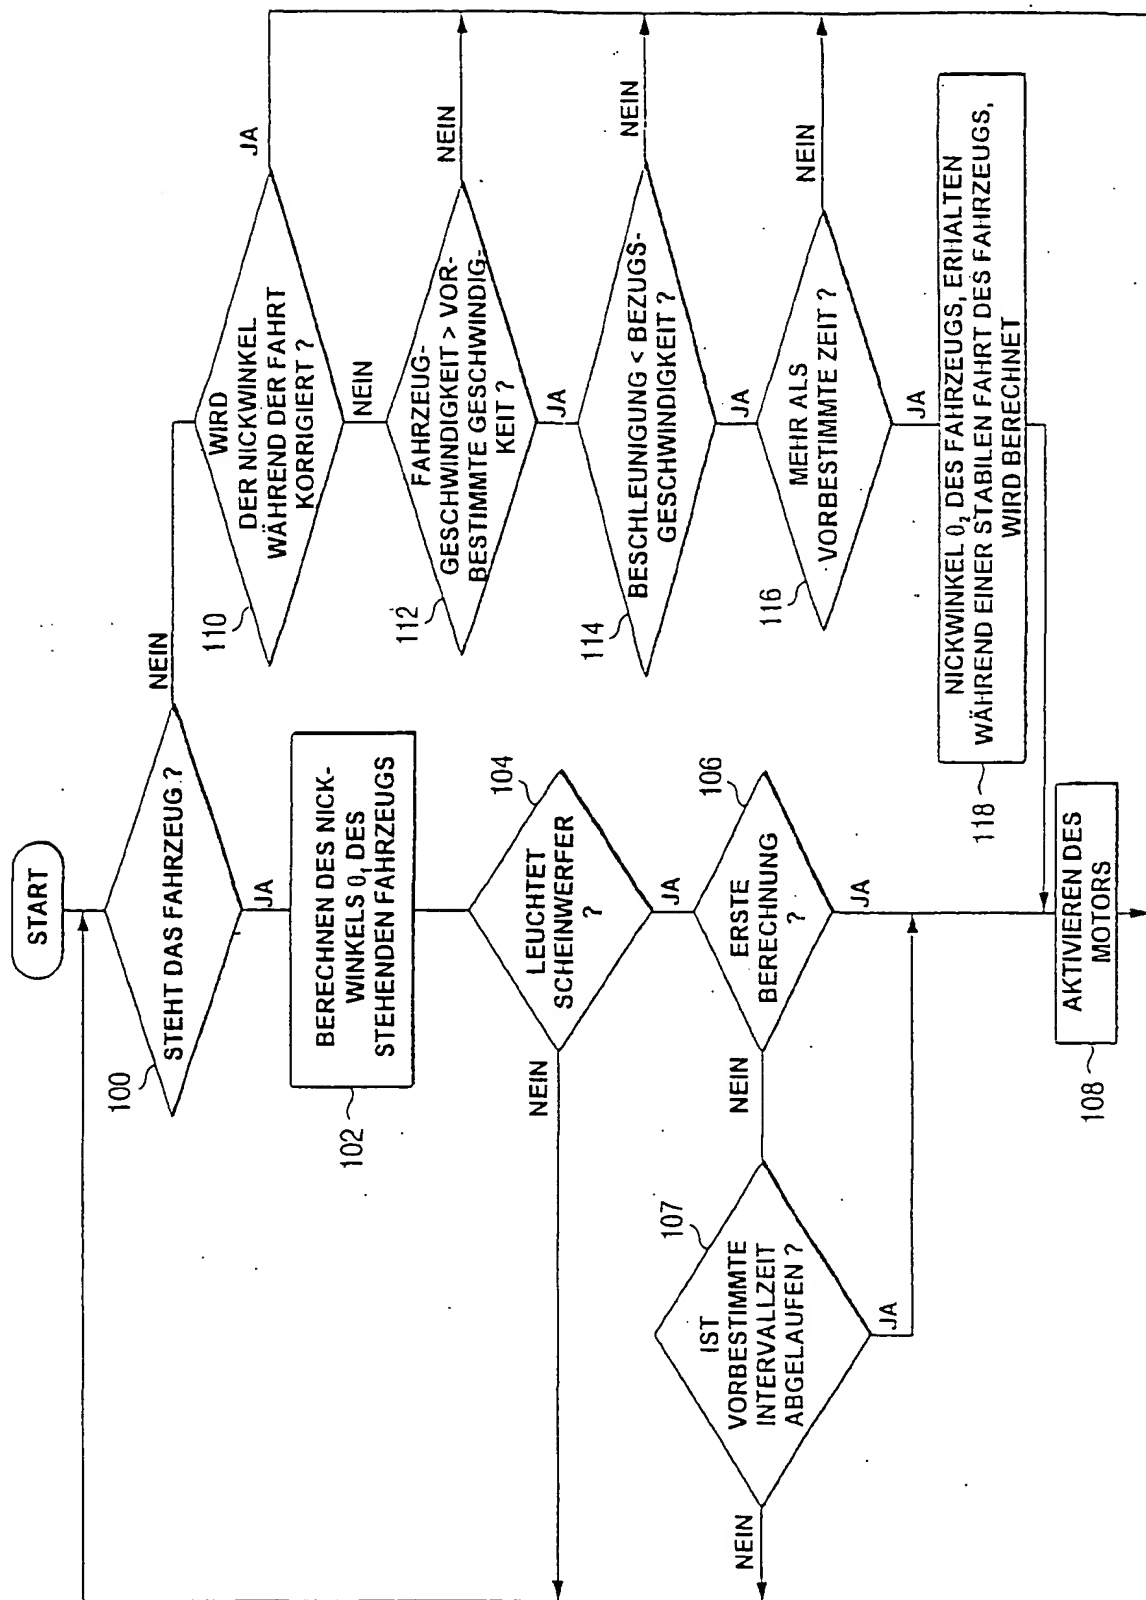 START
STEHT DAS FAHRZEUG ?
100
JA
NEIN
BERECHNEN DES NICK-
WINKELS θ, DES
STEHENDEN FAHRZEUGS
102
LEUCHTET
SCHEINWERFER
?
104
NEIN
JA
ERSTE
BERECHNUNG
?
106
NEIN
JA
IST
VORBESTIMMTE
INTERVALLZEIT
ABGELAUFEN ?
107
NEIN
JA
AKTIVIEREN DES
MOTORS
108
WIRD
DER NICKWINKEL
WÄHREND DER FAHRT
KORRIGIERT ?
110
JA
NEIN
FAHRZEUG-
GESCHWINDIGKEIT > VOR-
BESTIMMTE GESCHWINDIG-
KEIT ?
112
NEIN
JA
BESCHLEUNIGUNG < BEZUGS-
GESCHWINDIGKEIT ?
114
NEIN
JA
MEHR ALS
VORBESTIMMTE ZEIT ?
116
NEIN
JA
NICKWINKEL θ₂ DES FAHRZEUGS, ERHALTEN
WÄHREND EINER STABILEN FAHRT DES FAHRZEUGS,
WIRD BERECHNET
118